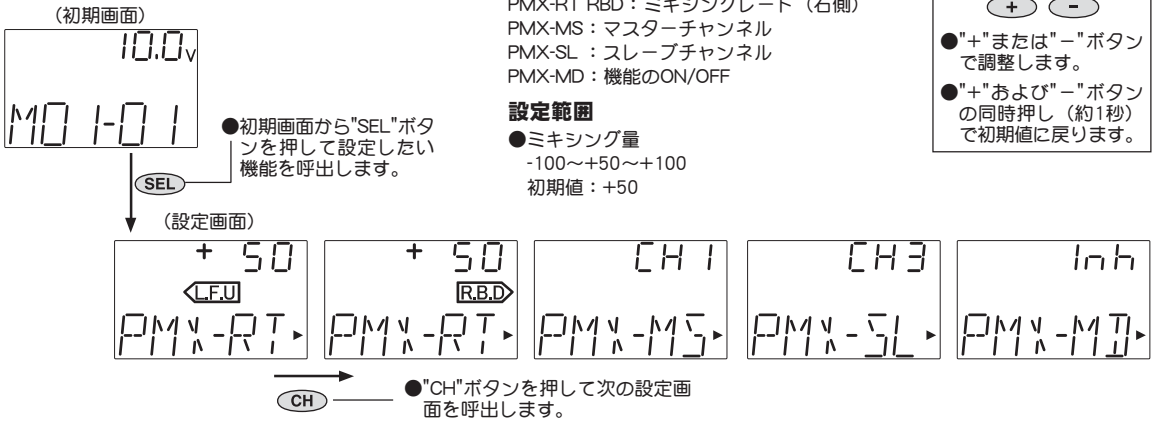 （初期画面）
10.0v
M01-01
●初期画面から"SEL"ボタ
ンを押して設定したい
機能を呼出します。
SEL
PMX-RT RBD：ミキシングレート（右側）
PMX-MS：マスターチャンネル
PMX-SL ：スレーブチャンネル
PMX-MD：機能のON/OFF
設定範囲
●ミキシング量
-100～+50～+100
初期値：+50
+ -
●"+"または"－"ボタン
で調整します。
●"+"および"－"ボタン
の同時押し（約1秒）
で初期値に戻ります。
（設定画面）
+ 50
L.F.U
PMX-RT▸
+ 50
R.B.D
PMX-RT▸
CH1
PMX-MS▸
CH3
PMX-SL▸
Inh
PMX-MD▸
CH
●"CH"ボタンを押して次の設定画
面を呼出します。